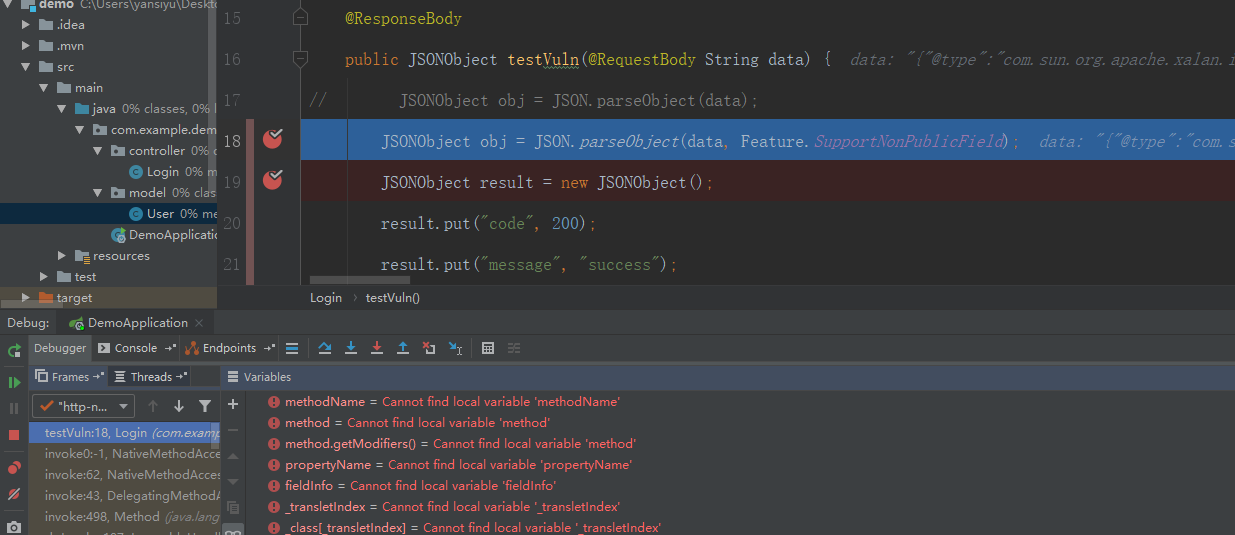 demo C:\Users\yansiyu\Deskto
.idea
.mvn
src
main
java 0% classes, 0%
com.example.dem
controller
Login 0% m
model 0% clas
User 0% me
DemoApplicatio
resources
test
target
15 @ResponseBody
16 public JSONObject testVuln(@RequestBody String data) { data: "{"@type":"com.sun.org.apache.xalan.
17 // JSONObject obj = JSON.parseObject(data);
18 JSONObject obj = JSON.parseObject(data, Feature.SupportNonPublicField); data: "{"@type":"com.s
19 JSONObject result = new JSONObject();
20 result.put("code", 200);
21 result.put("message", "success");
Login › testVuln()
Debug: DemoApplication
Debugger Console Endpoints
Frames Threads Variables
"http-n...
testVuln:18, Login (com.examp
invoke0:-1, NativeMethodAcce
invoke:62, NativeMethodAcces
invoke:43, DelegatingMethodA
invoke:498, Method (java.lang
methodName = Cannot find local variable 'methodName'
method = Cannot find local variable 'method'
method.getModifiers() = Cannot find local variable 'method'
propertyName = Cannot find local variable 'propertyName'
fieldInfo = Cannot find local variable 'fieldInfo'
_transletIndex = Cannot find local variable '_transletIndex'
_class[_transletIndex] = Cannot find local variable '_transletIndex'